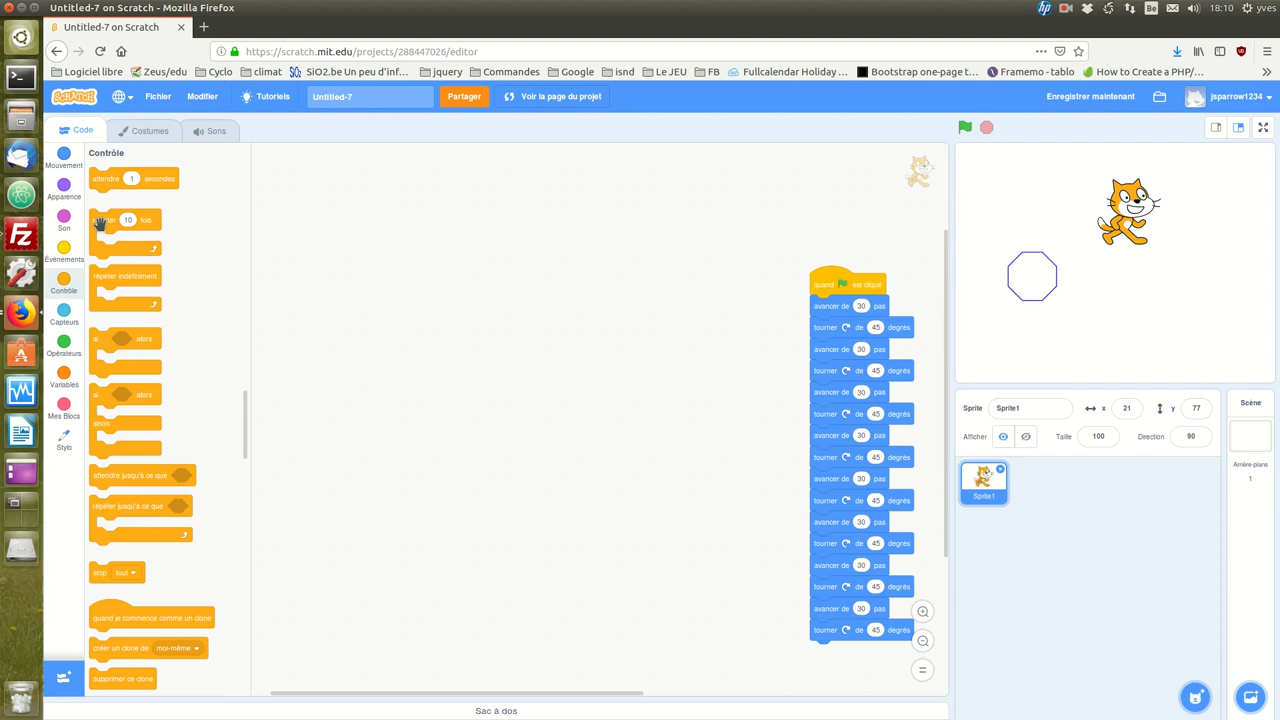 Untitled-7 on Scratch - Mozilla Firefox
Be
18:10
yves
Untitled-7 on Scratch
https://scratch.mit.edu/projects/288447026/editor
Logiciel libre
Zeus/edu
Cyclo
climat
SiO2.be Un peu d'inf...
jquery
Commandes
Google
isnd
Le JEU
FB
Fullcalendar Holiday ...
Bootstrap one-page t...
Framemo - tablo
How to Create a PHP/...
SCRATCH
Fichier
Modifier
Tutoriels
Untitled-7
Partager
Voir la page du projet
Enregistrer maintenant
jsparrow1234
Code
Costumes
Sons
Mouvement
Apparence
Son
Événements
Contrôle
Capteurs
Opérateurs
Variables
Mes Blocs
Stylo
Contrôle
attendre 1 secondes
10 fois
répéter indéfiniment
si alors
si alors
sinon
attendre jusqu'à ce que
répéter jusqu'à ce que
stop tout
quand je commence comme un clone
créer un clone de moi-même
supprimer ce clone
quand est cliqué
avancer de 30 pas
tourner de 45 degrés
avancer de 30 pas
tourner de 45 degrés
avancer de 30 pas
tourner de 45 degrés
avancer de 30 pas
tourner de 45 degrés
avancer de 30 pas
tourner de 45 degrés
avancer de 30 pas
tourner de 45 degrés
avancer de 30 pas
tourner de 45 degrés
avancer de 30 pas
tourner de 45 degrés
Sac à dos
Sprite
Sprite1
x 21
y 77
Afficher
Taille 100
Direction 90
Sprite1
Scène
Arrière-plans
1